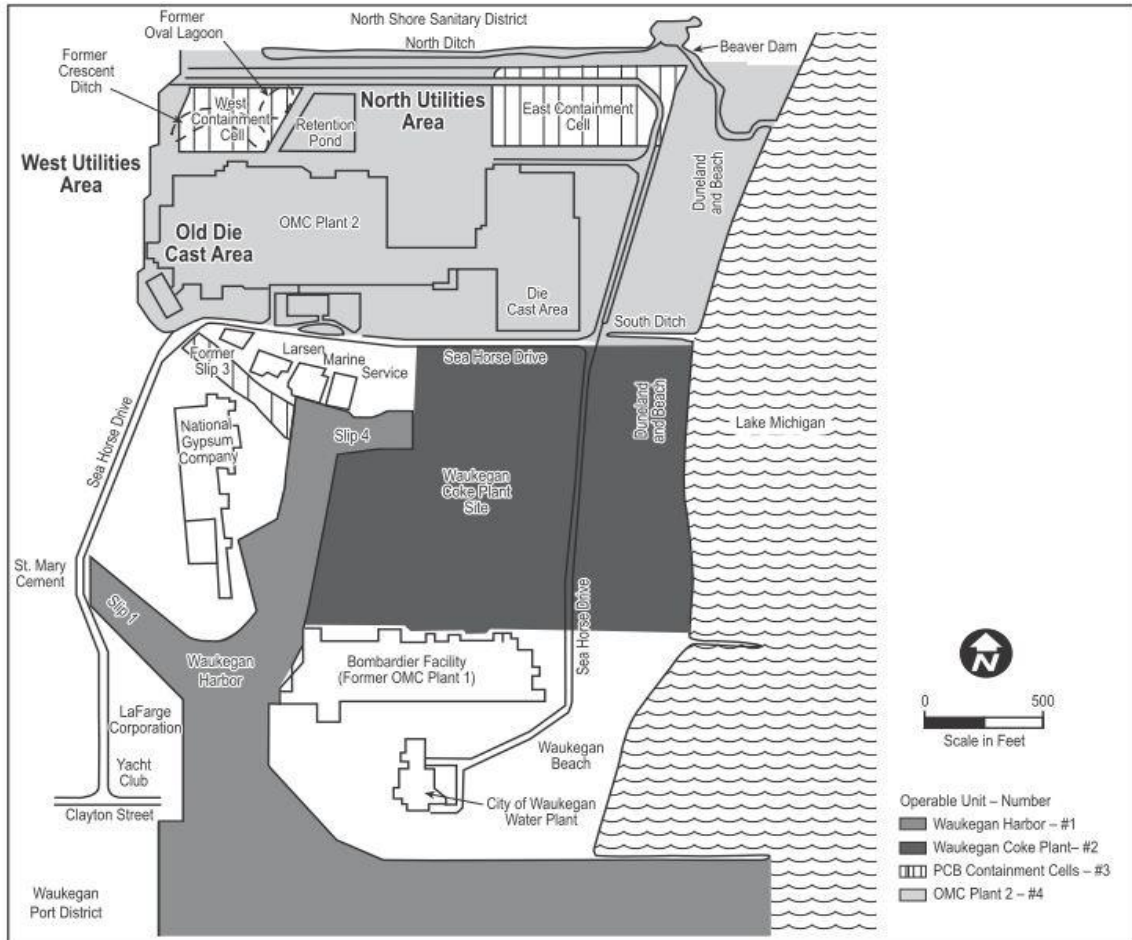 North Shore Sanitary District
North Ditch
Former
Oval Lagoon
Former
Crescent
Ditch
Beaver Dam
West
Containment
Cell
Retention
Pond
North Utilities
Area
East Containment
Cell
West Utilities
Area
Duneland
and Beach
Old Die
Cast Area
OMC Plant 2
Die
Cast Area
South Ditch
Sea Horse Drive
Former
Slip 3
Larsen
Marine
Service
Sea Horse Drive
National
Gypsum
Company
Slip 4
Duneland
and Beach
Lake Michigan
Waukegan
Coke Plant
Site
St. Mary
Cement
Slip 1
Sea Horse Drive
Waukegan
Harbor
Bombardier Facility
(Former OMC Plant 1)
N
0
500
Scale in Feet
LaFarge
Corporation
Yacht
Club
Clayton Street
Waukegan
Beach
City of Waukegan
Water Plant
Waukegan
Port District
Operable Unit – Number
Waukegan Harbor – #1
Waukegan Coke Plant– #2
PCB Containment Cells – #3
OMC Plant 2 – #4